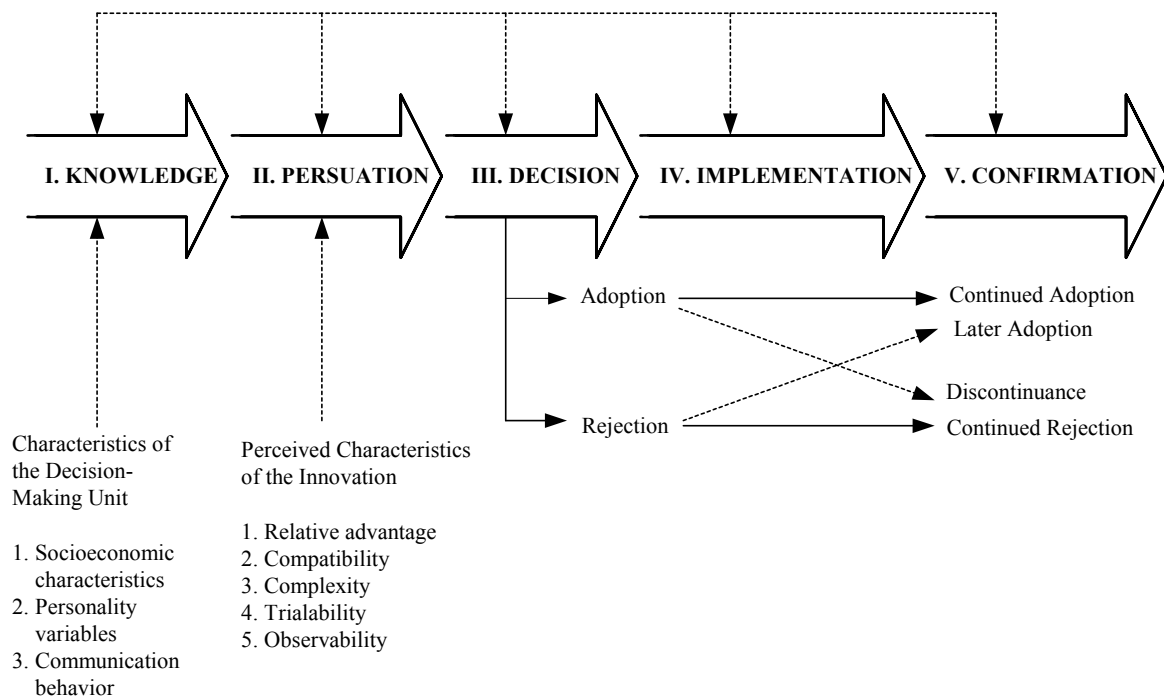 I. KNOWLEDGE
II. PERSUATION
III. DECISION
IV. IMPLEMENTATION
V. CONFIRMATION
Adoption
Continued Adoption
Later Adoption
Discontinuance
Rejection
Continued Rejection
Characteristics of
the Decision-
Making Unit
1. Socioeconomic
characteristics
2. Personality
variables
3. Communication
behavior
Perceived Characteristics
of the Innovation
1. Relative advantage
2. Compatibility
3. Complexity
4. Trialability
5. Observability